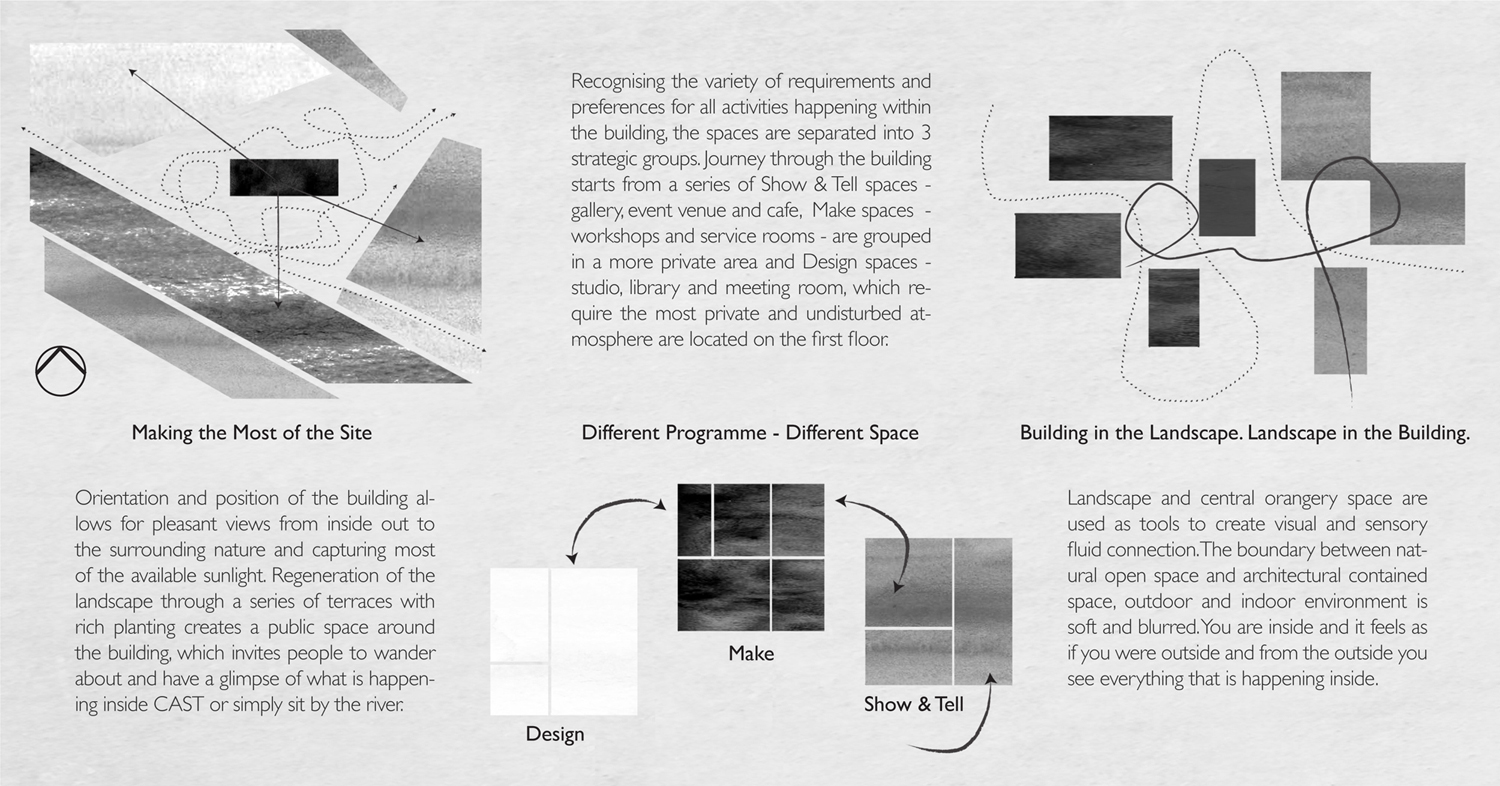 Recognising the variety of requirements and
preferences for all activities happening within
the building, the spaces are separated into 3
strategic groups. Journey through the building
starts from a series of Show & Tell spaces -
gallery, event venue and cafe, Make spaces -
workshops and service rooms - are grouped
in a more private area and Design spaces -
studio, library and meeting room, which re-
quire the most private and undisturbed at-
mosphere are located on the first floor.
Making the Most of the Site
Different Programme - Different Space
Building in the Landscape. Landscape in the Building.
Orientation and position of the building al-
lows for pleasant views from inside out to
the surrounding nature and capturing most
of the available sunlight. Regeneration of the
landscape through a series of terraces with
rich planting creates a public space around
the building, which invites people to wander
about and have a glimpse of what is happen-
ing inside CAST or simply sit by the river.
Make
Show & Tell
Design
Landscape and central orangery space are
used as tools to create visual and sensory
fluid connection. The boundary between nat-
ural open space and architectural contained
space, outdoor and indoor environment is
soft and blurred. You are inside and it feels as
if you were outside and from the outside you
see everything that is happening inside.